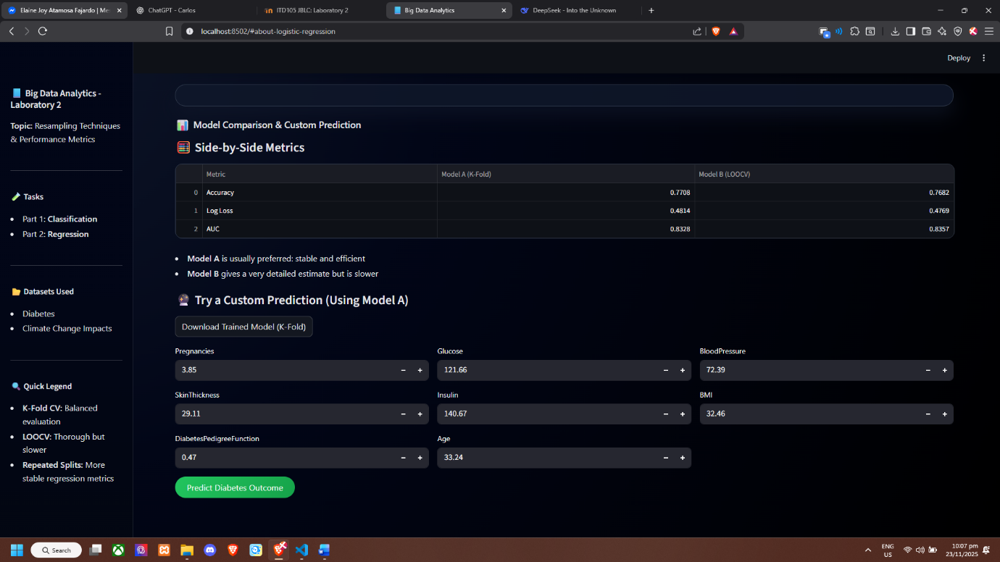 Elaine Joy Atamosa Fajardo | Me
ChatGPT - Carlos
ITD105 JBLC: Laboratory 2
Big Data Analytics
DeepSeek - Into the Unknown
localhost:8502/#about-logistic-regression
Deploy
Big Data Analytics -
Laboratory 2
Topic: Resampling Techniques
& Performance Metrics
Tasks
Part 1: Classification
Part 2: Regression
Datasets Used
Diabetes
Climate Change Impacts
Quick Legend
K-Fold CV: Balanced
evaluation
LOOCV: Thorough but
slower
Repeated Splits: More
stable regression metrics
Model Comparison & Custom Prediction
Side-by-Side Metrics
Metric Model A (K-Fold) Model B (LOOCV)
0 Accuracy 0.7708 0.7682
1 Log Loss 0.4814 0.4769
2 AUC 0.8328 0.8357
Model A is usually preferred: stable and efficient
Model B gives a very detailed estimate but is slower
Try a Custom Prediction (Using Model A)
Download Trained Model (K-Fold)
Pregnancies Glucose BloodPressure
3.85 121.66 72.39
SkinThickness Insulin BMI
29.11 140.67 32.46
DiabetesPedigreeFunction Age
0.47 33.24
Predict Diabetes Outcome
Search
ENG
US
10:07 pm
23/11/2025